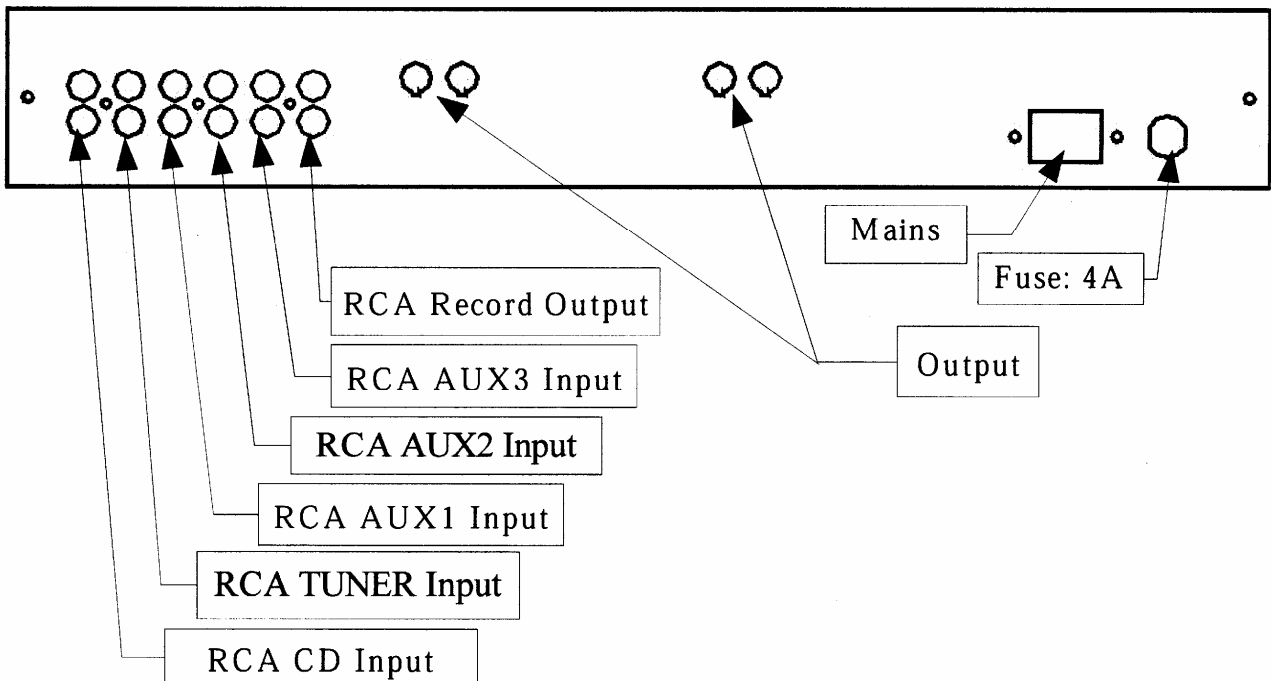 Mains
Fuse: 4A
RCA Record Output
Output
RCA AUX3 Input
RCA AUX2 Input
RCA AUX1 Input
RCA TUNER Input
RCA CD Input